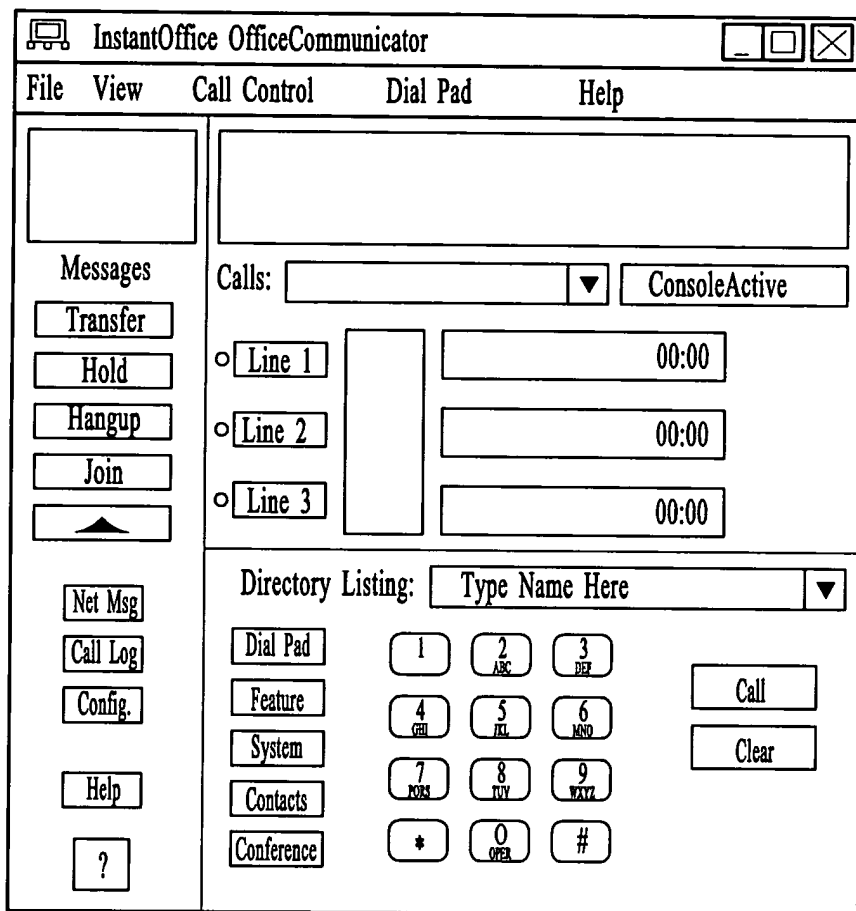 InstantOffice OfficeCommunicator
File View Call Control Dial Pad Help
Messages
Transfer
Hold
Hangup
Join
Net Msg
Call Log
Config.
Help
?
Calls:
ConsoleActive
Line 1 00:00
Line 2 00:00
Line 3 00:00
Directory Listing: Type Name Here
Dial Pad
Feature
System
Contacts
Conference
1 2 3
ABC DEF
4 5 6
GHI JKL MNO
7 8 9
PQRS TUV WXYZ
* 0 #
OPER
Call
Clear